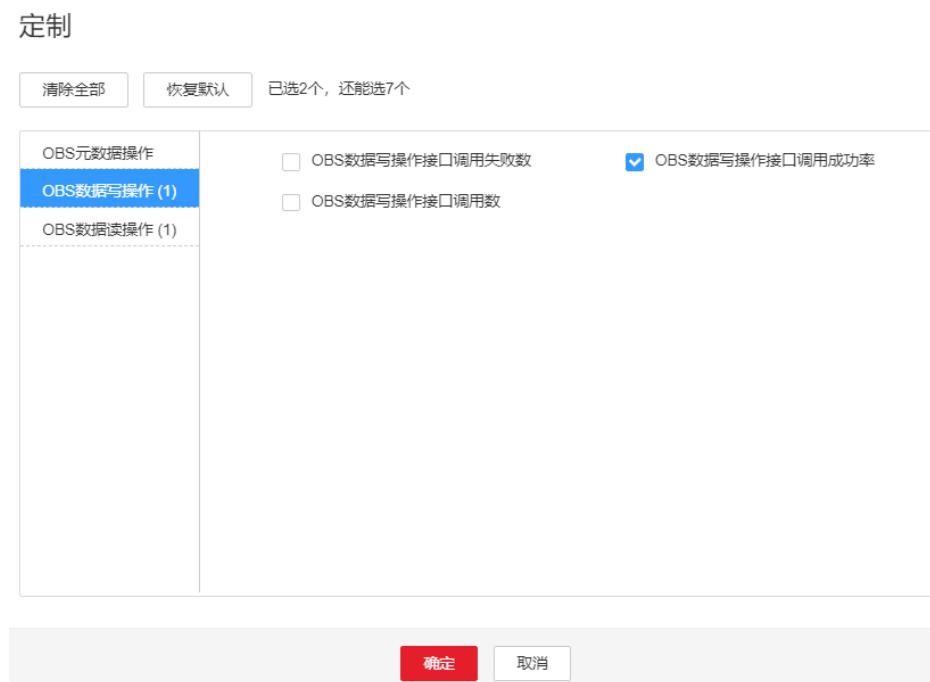 定制
清除全部 恢复默认 已选2个，还能选7个
OBS元数据操作
OBS数据写操作 (1)
OBS数据读操作 (1)
OBS数据写操作接口调用失败数 OBS数据写操作接口调用成功率
OBS数据写操作接口调用数
确定 取消